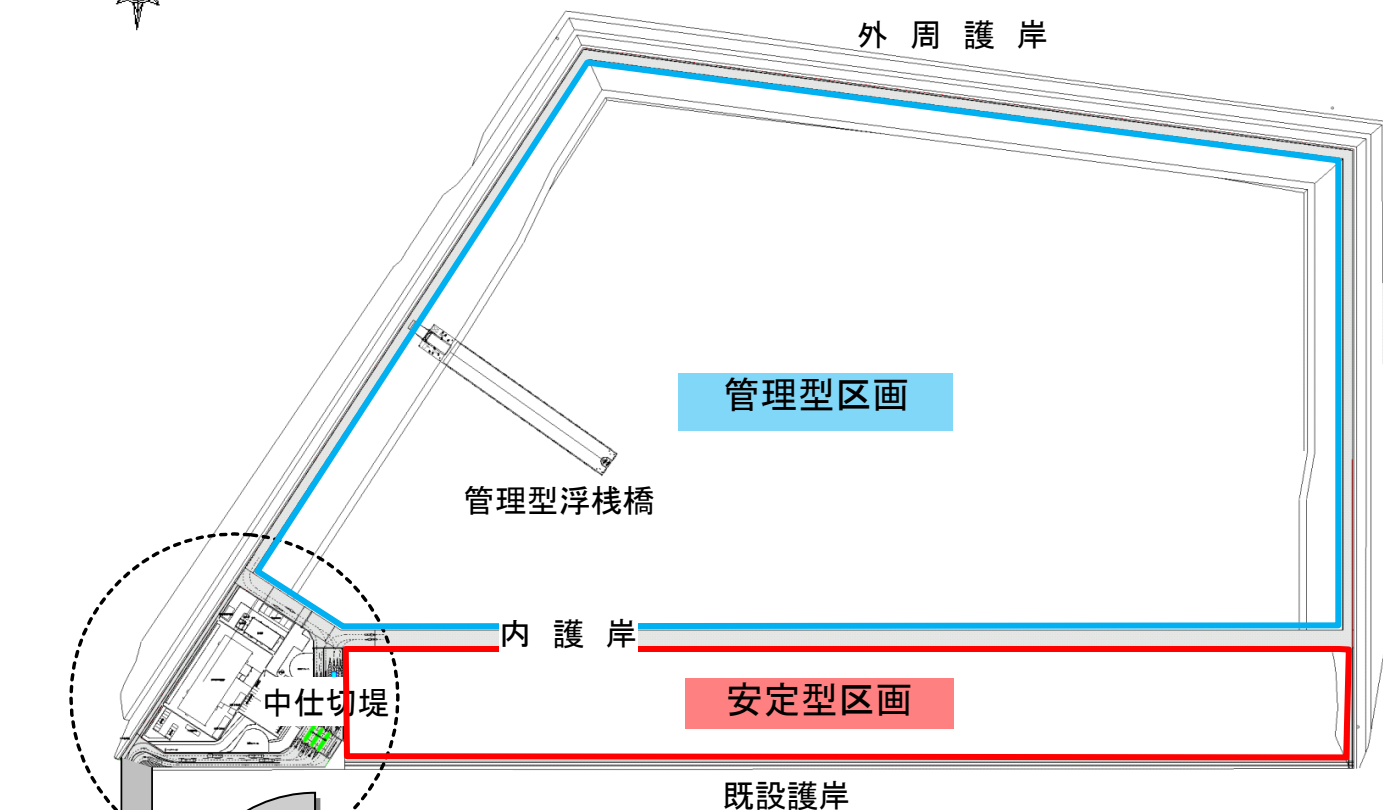 外周護岸
管理型区画
管理型浮桟橋
内護岸
中仕切堤
安定型区画
既設護岸